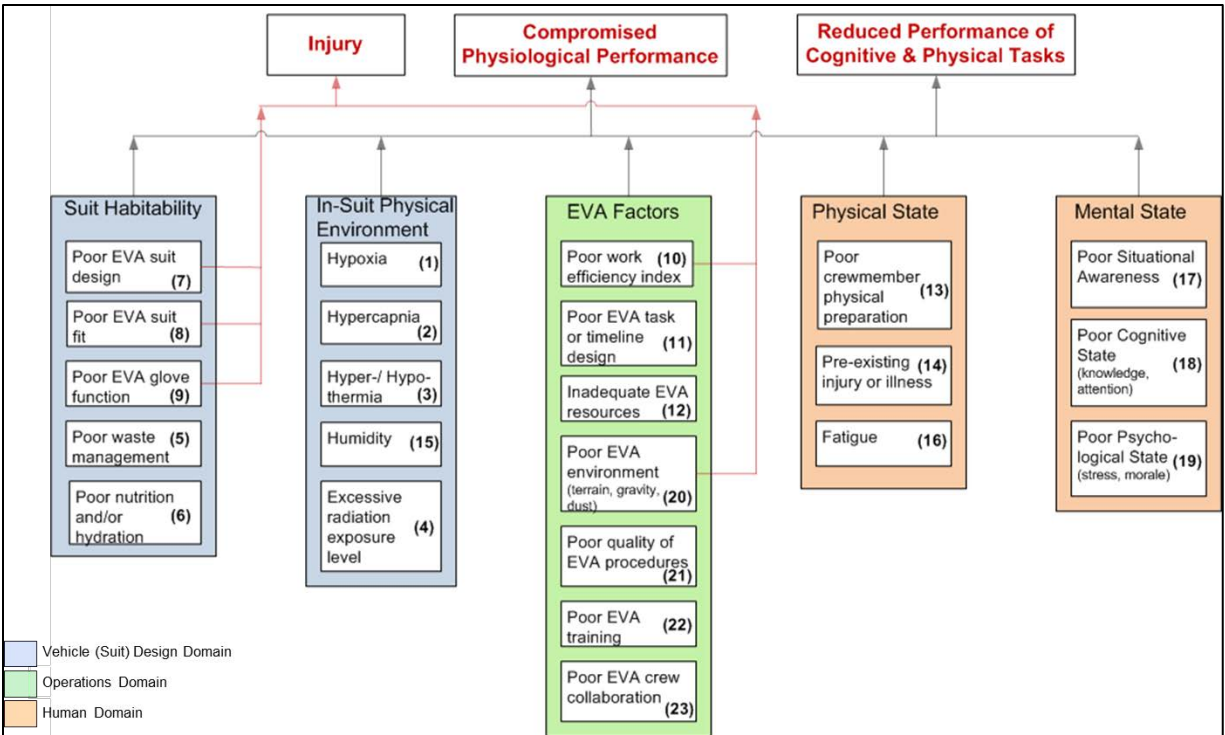 Injury
Compromised
Physiological Performance
Reduced Performance of
Cognitive & Physical Tasks
Suit Habitability
Poor EVA suit
design
(7)
Poor EVA suit
fit
(8)
Poor EVA glove
function
(9)
Poor waste (5)
management
Poor nutrition
and/or (6)
hydration
In-Suit Physical
Environment
Hypoxia (1)
Hypercapnia
(2)
Hyper-/ Hypo-
thermia (3)
Humidity (15)
Excessive
radiation
exposure (4)
level
EVA Factors
Poor work (10)
efficiency index
Poor EVA task
or timeline
design (11)
Inadequate EVA
resources (12)
Poor EVA
environment
(terrain, gravity,
dust) (20)
Poor quality of
EVA procedures
(21)
Poor EVA
training (22)
Poor EVA crew
collaboration
(23)
Physical State
Poor
crewmember
physical (13)
preparation
Pre-existing (14)
injury or illness
Fatigue (16)
Mental State
Poor Situational
Awareness (17)
Poor Cognitive
State (18)
(knowledge,
attention)
Poor Psycho-
logical State (19)
(stress, morale)
Vehicle (Suit) Design Domain
Operations Domain
Human Domain